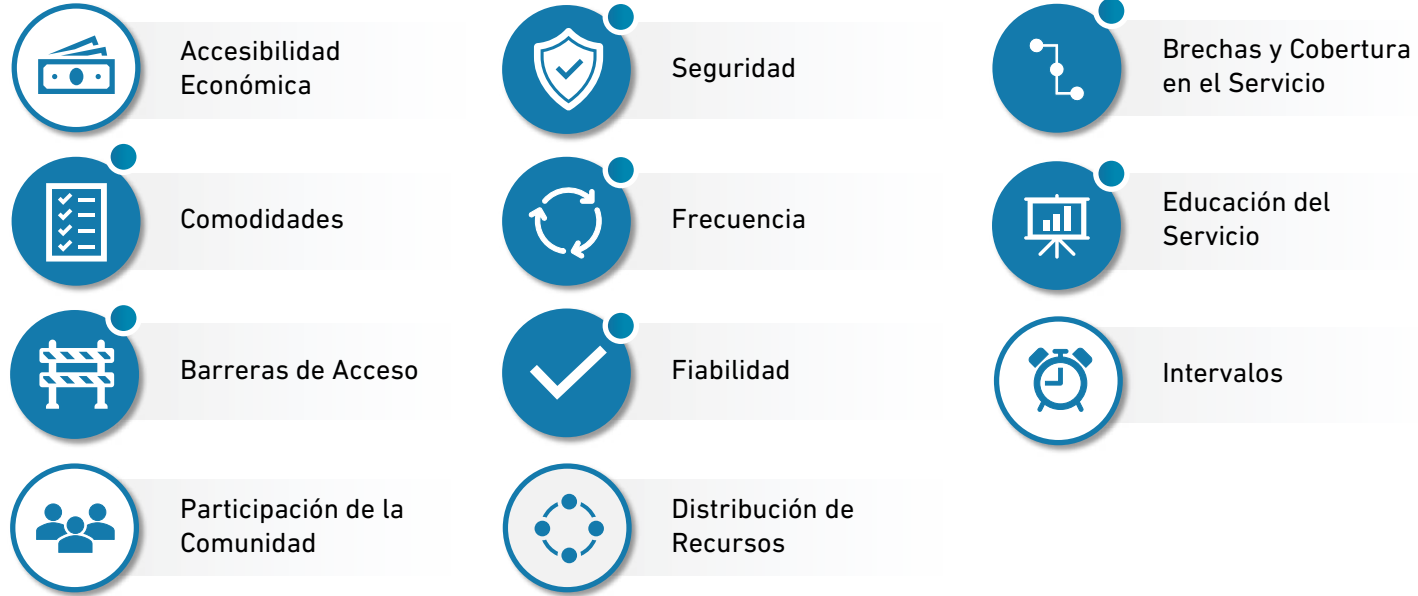 Accesibilidad
Económica
Comodidades
Barreras de Acceso
Participación de la
Comunidad
Seguridad
Frecuencia
Fiabilidad
Distribución de
Recursos
Brechas y Cobertura
en el Servicio
Educación del
Servicio
Intervalos